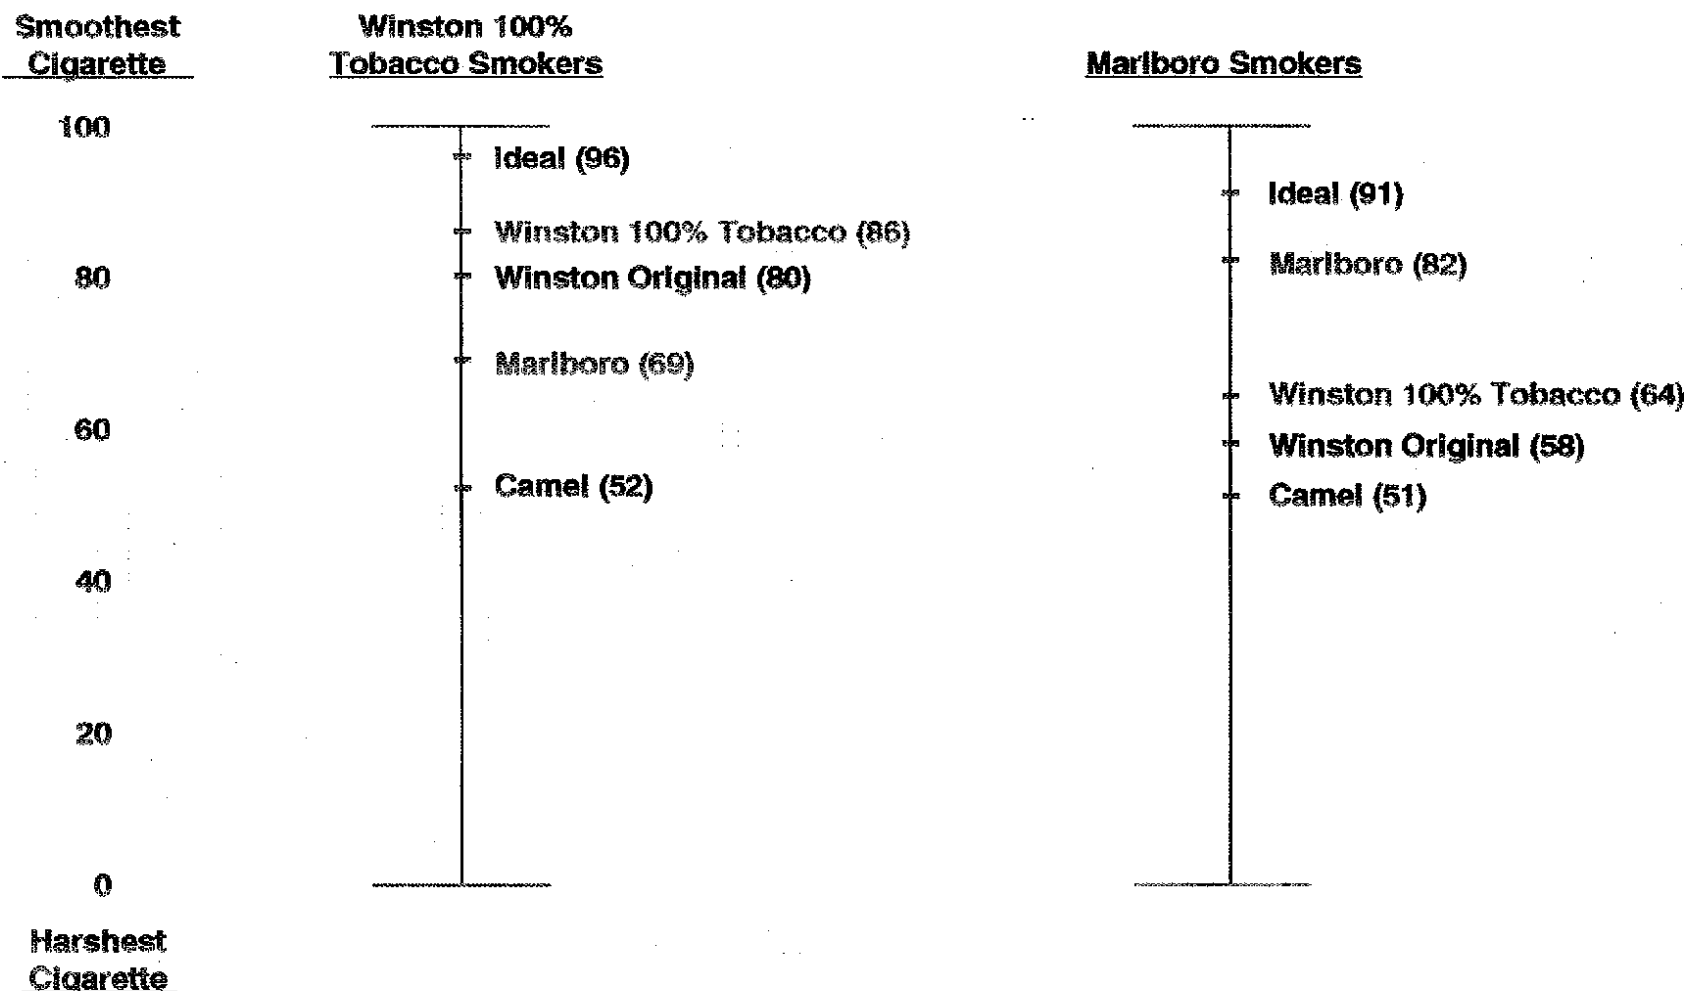 Smoothest
Cigarette
Winston 100%
Tobacco Smokers
Marlboro Smokers
100
80
60
40
20
0
Ideal (96)
Winston 100% Tobacco (86)
Winston Original (80)
Marlboro (69)
Camel (52)
Ideal (91)
Marlboro (82)
Winston 100% Tobacco (64)
Winston Original (58)
Camel (51)
Harshest
Cigarette